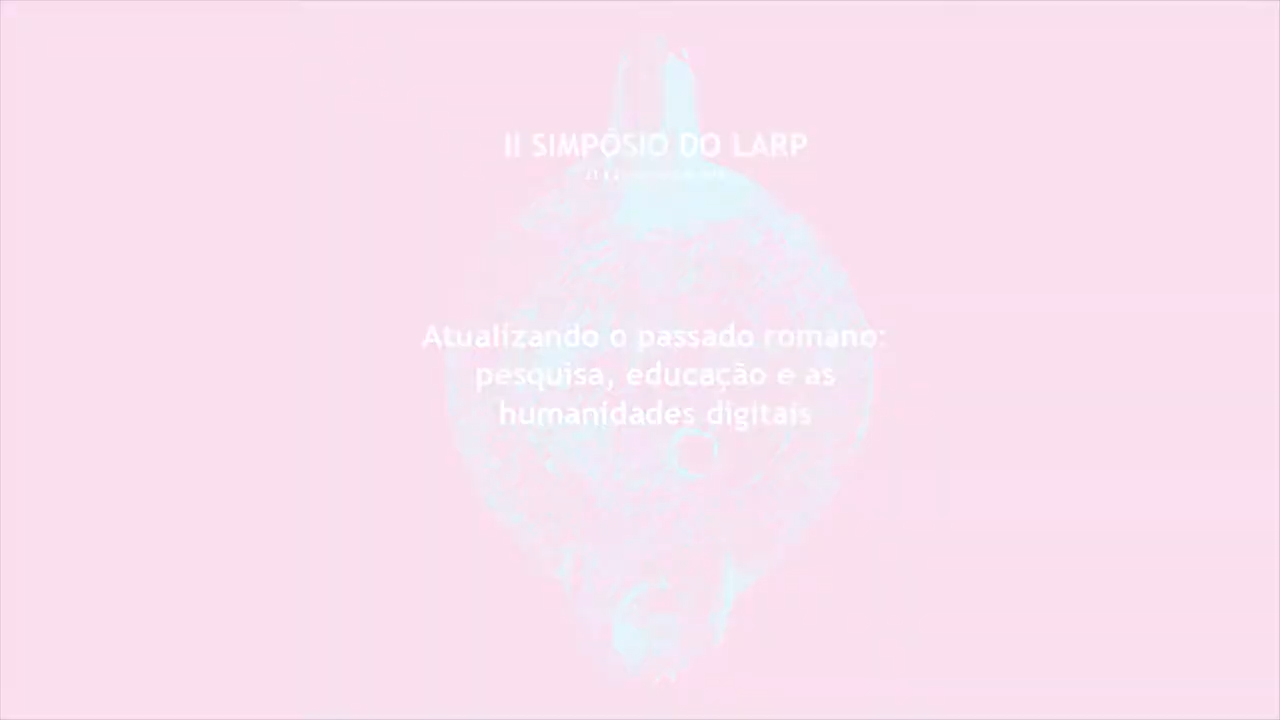 II SIMPÓSIO DO LARP
Atualizando o passado romano:
pesquisa, educação e as
humanidades digitais